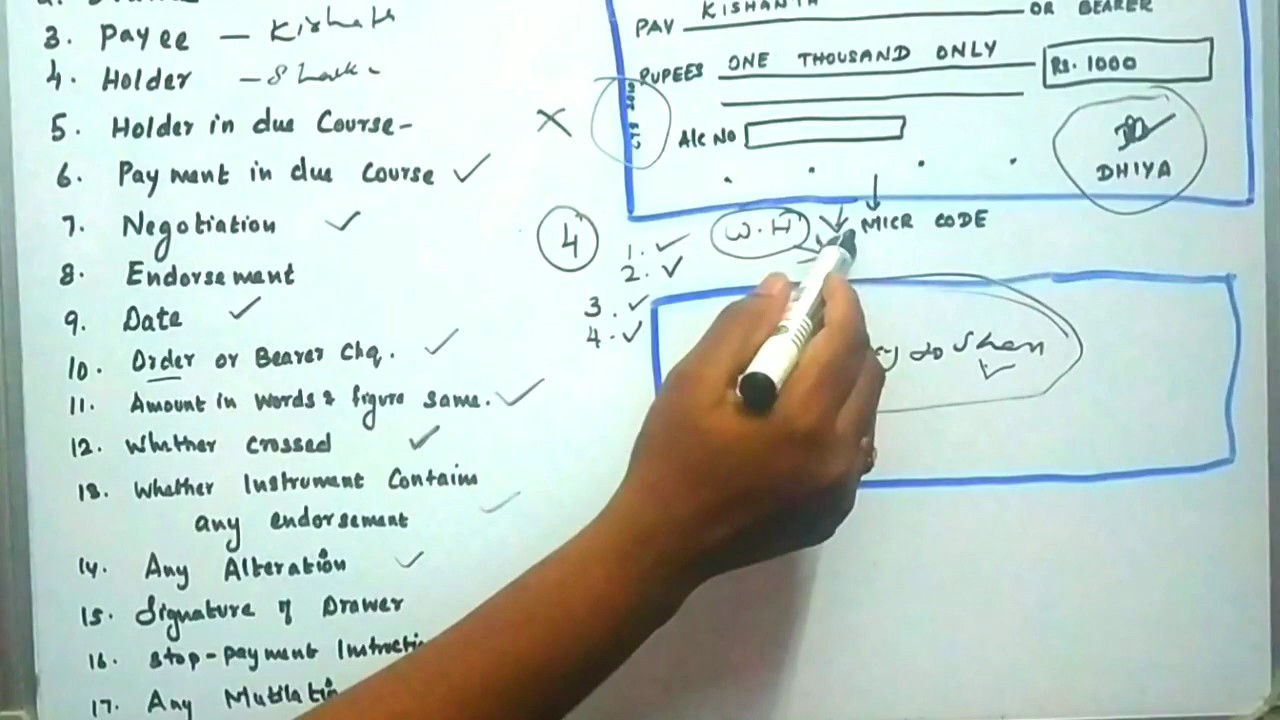 3. Payee — Kishanth
4. Holder —
5. Holder in due Course-
6. Payment in due Course ✓
7. Negotiation ✓
8. Endorsement
9. Date ✓
10. Order or Bearer Chq. ✓
11. Amount in words & figure same. ✓
12. Whether crossed ✓
13. Whether Instrument Contains
any endorsement ✓
14. Any Alteration ✓
15. Signature of Drawer
16. Stop-payment
17. Any
PAY KISHANTH OR BEARER
RUPEES ONE THOUSAND ONLY Rs. 1000
A/c No
DHIYA
X
W.H MICR CODE
4
1. ✓
2. ✓
3. ✓
4. ✓
to Shan ✓